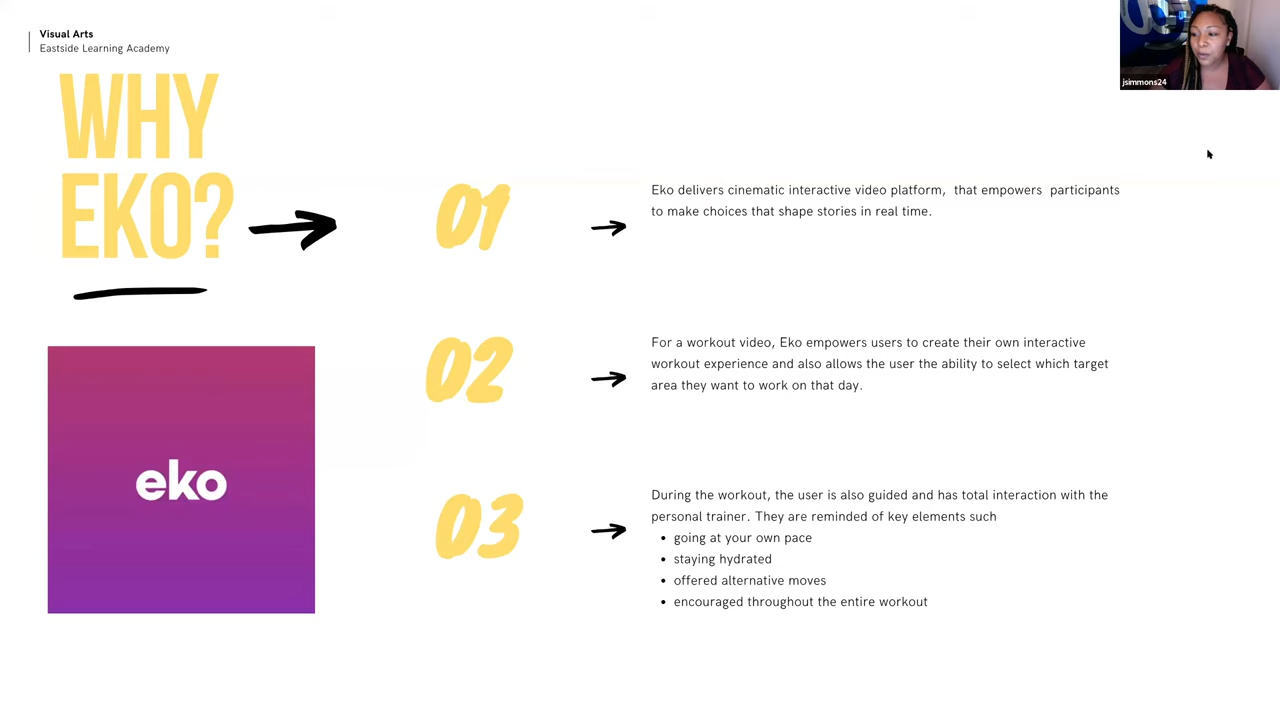 Visual Arts
Eastside Learning Academy
WHY
EKO?
eko
01
Eko delivers cinematic interactive video platform, that empowers participants
to make choices that shape stories in real time.
02
For a workout video, Eko empowers users to create their own interactive
workout experience and also allows the user the ability to select which target
area they want to work on that day.
03
During the workout, the user is also guided and has total interaction with the
personal trainer. They are reminded of key elements such
• going at your own pace
• staying hydrated
• offered alternative moves
• encouraged throughout the entire workout
jsimmons24